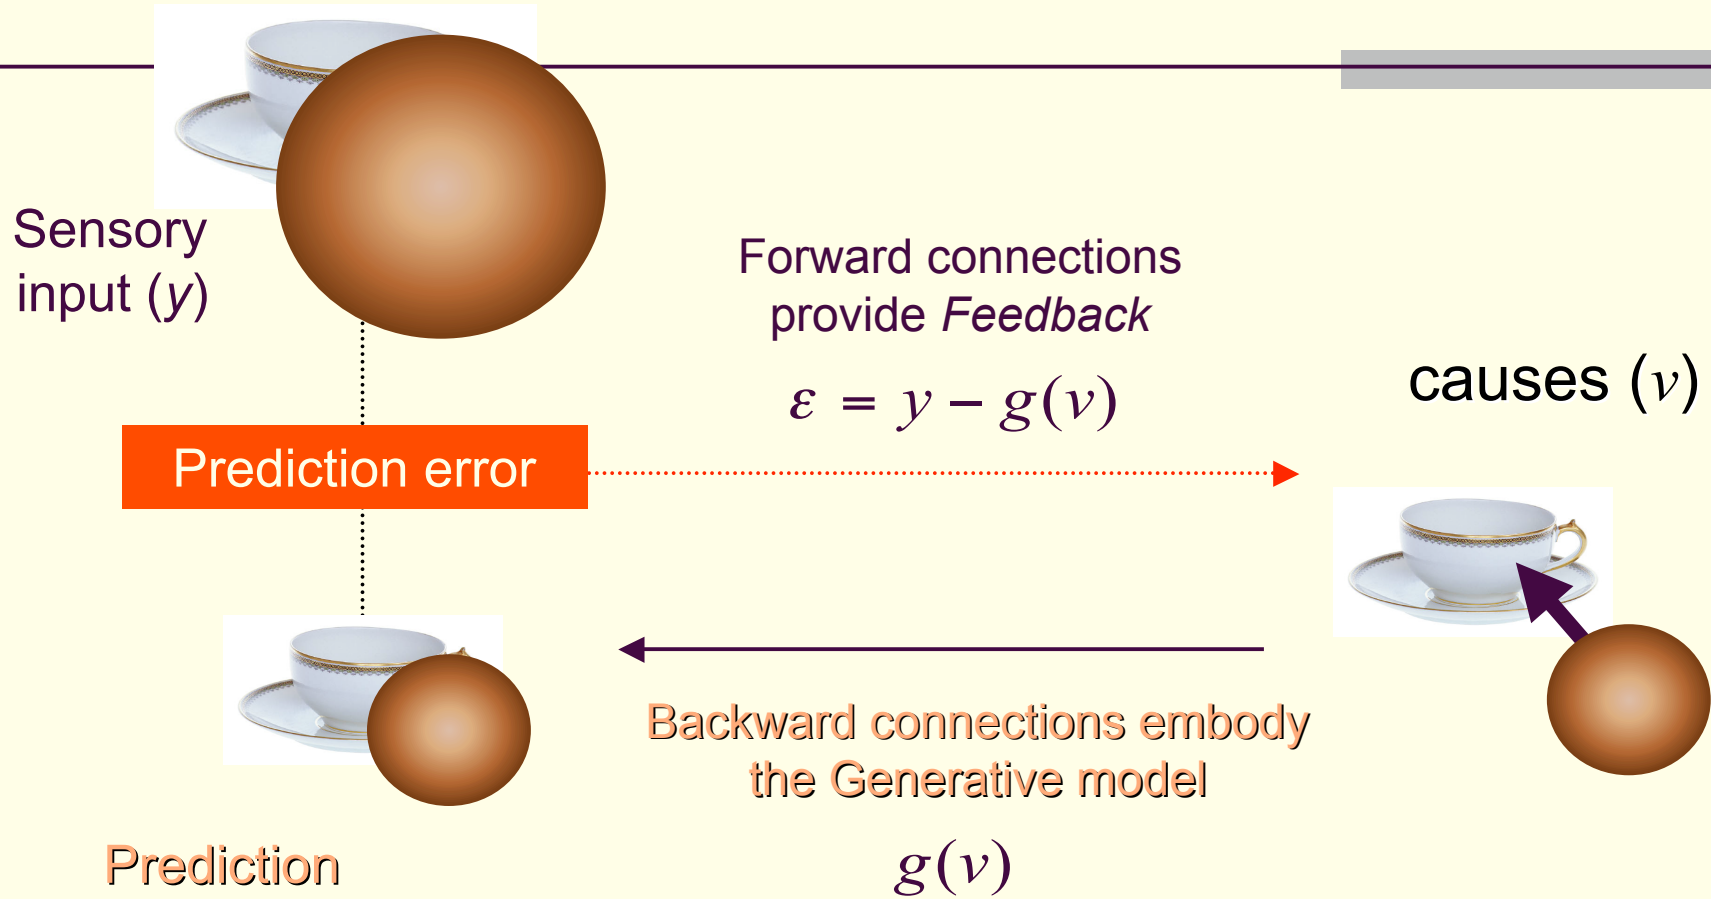 Sensory
input (y)
Forward connections
provide Feedback
ε = y − g(v)
causes (v)
Prediction error
Backward connections embody
the Generative model
g(v)
Prediction